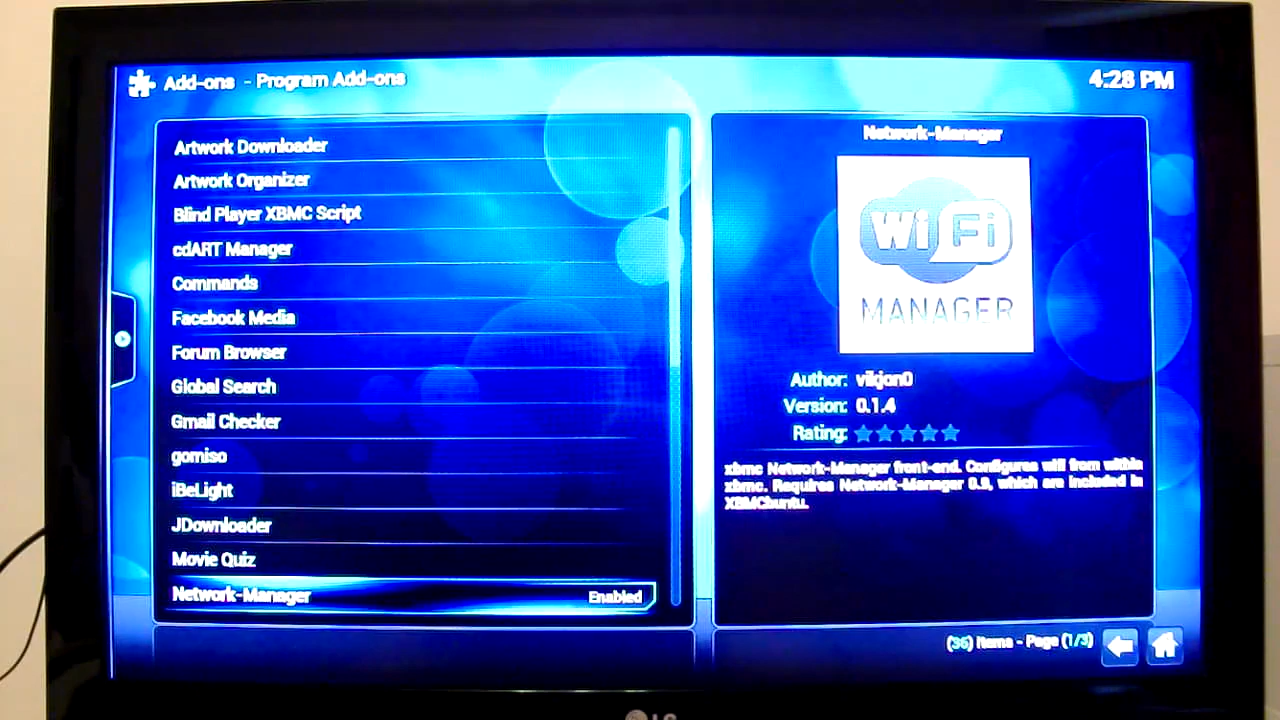 Add-ons - Program Add-ons
4:28 PM
Artwork Downloader
Artwork Organizer
Blind Player XBMC Script
cdART Manager
Commands
Facebook Media
Forum Browser
Global Search
Gmail Checker
gomiso
iBeLight
JDownloader
Movie Quiz
Network-Manager Enabled
Network-Manager
WiFi
MANAGER
Author: vikjon0
Version: 0.1.4
Rating:
xbmc Network-Manager front-end. Configures wifi from within
xbmc. Requires Network-Manager 0.9, which are included in
XBMCbuntu.
(36) Items - Page (1/3)
LG